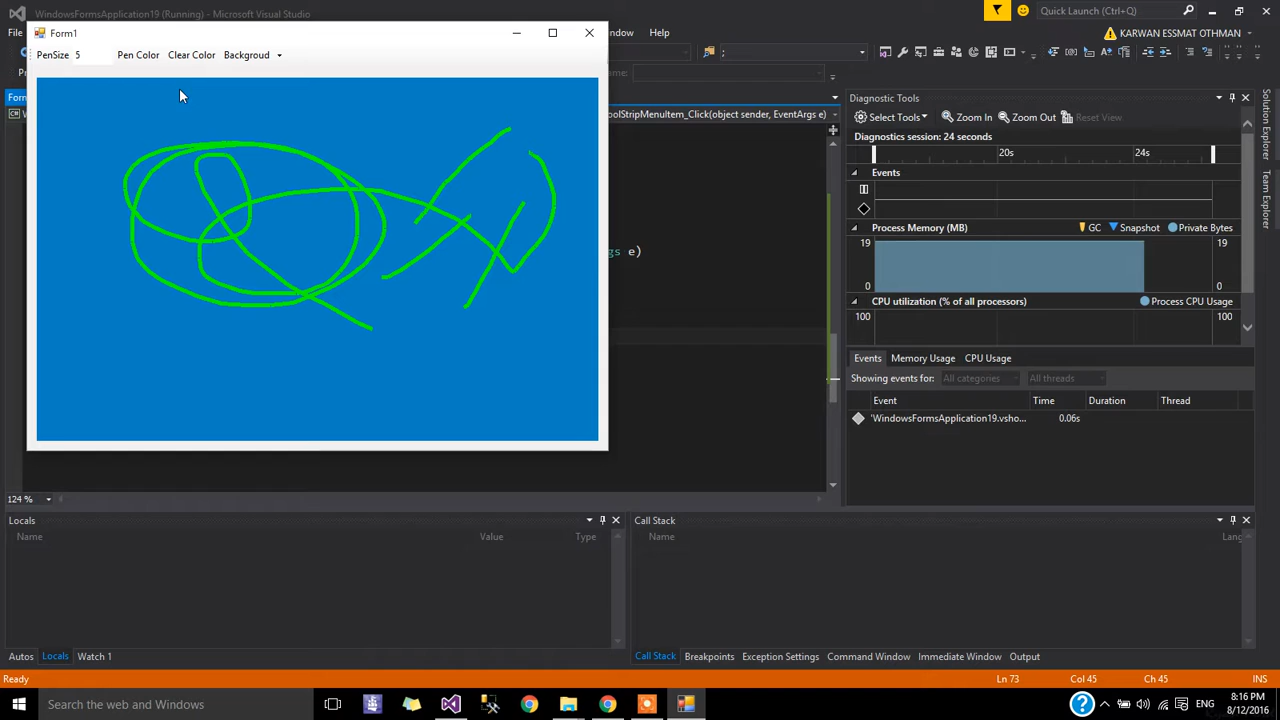 WindowsFormsApplication19 (Running) - Microsoft Visual Studio
Quick Launch (Ctrl+Q)
File
Help
KARWAN ESSMAT OTHMAN
Form1
PenSize 5 Pen Color Clear Color Backgroud
oolStripMenuItem_Click(object sender, EventArgs e)
gs e)
124 %
Diagnostic Tools
Select Tools Zoom In Zoom Out Reset View
Diagnostics session: 24 seconds
20s 24s
Events
Process Memory (MB) GC Snapshot Private Bytes
19 19
0 0
CPU utilization (% of all processors) Process CPU Usage
100 100
Events Memory Usage CPU Usage
Showing events for: All categories All threads
Event Time Duration Thread
'WindowsFormsApplication19.vsho... 0.06s
Solution Explorer
Team Explorer
Locals
Name Value Type
Call Stack
Name Lang
Autos Locals Watch 1
Call Stack Breakpoints Exception Settings Command Window Immediate Window Output
Ready Ln 73 Col 45 Ch 45 INS
Search the web and Windows
ENG
8:16 PM
8/12/2016